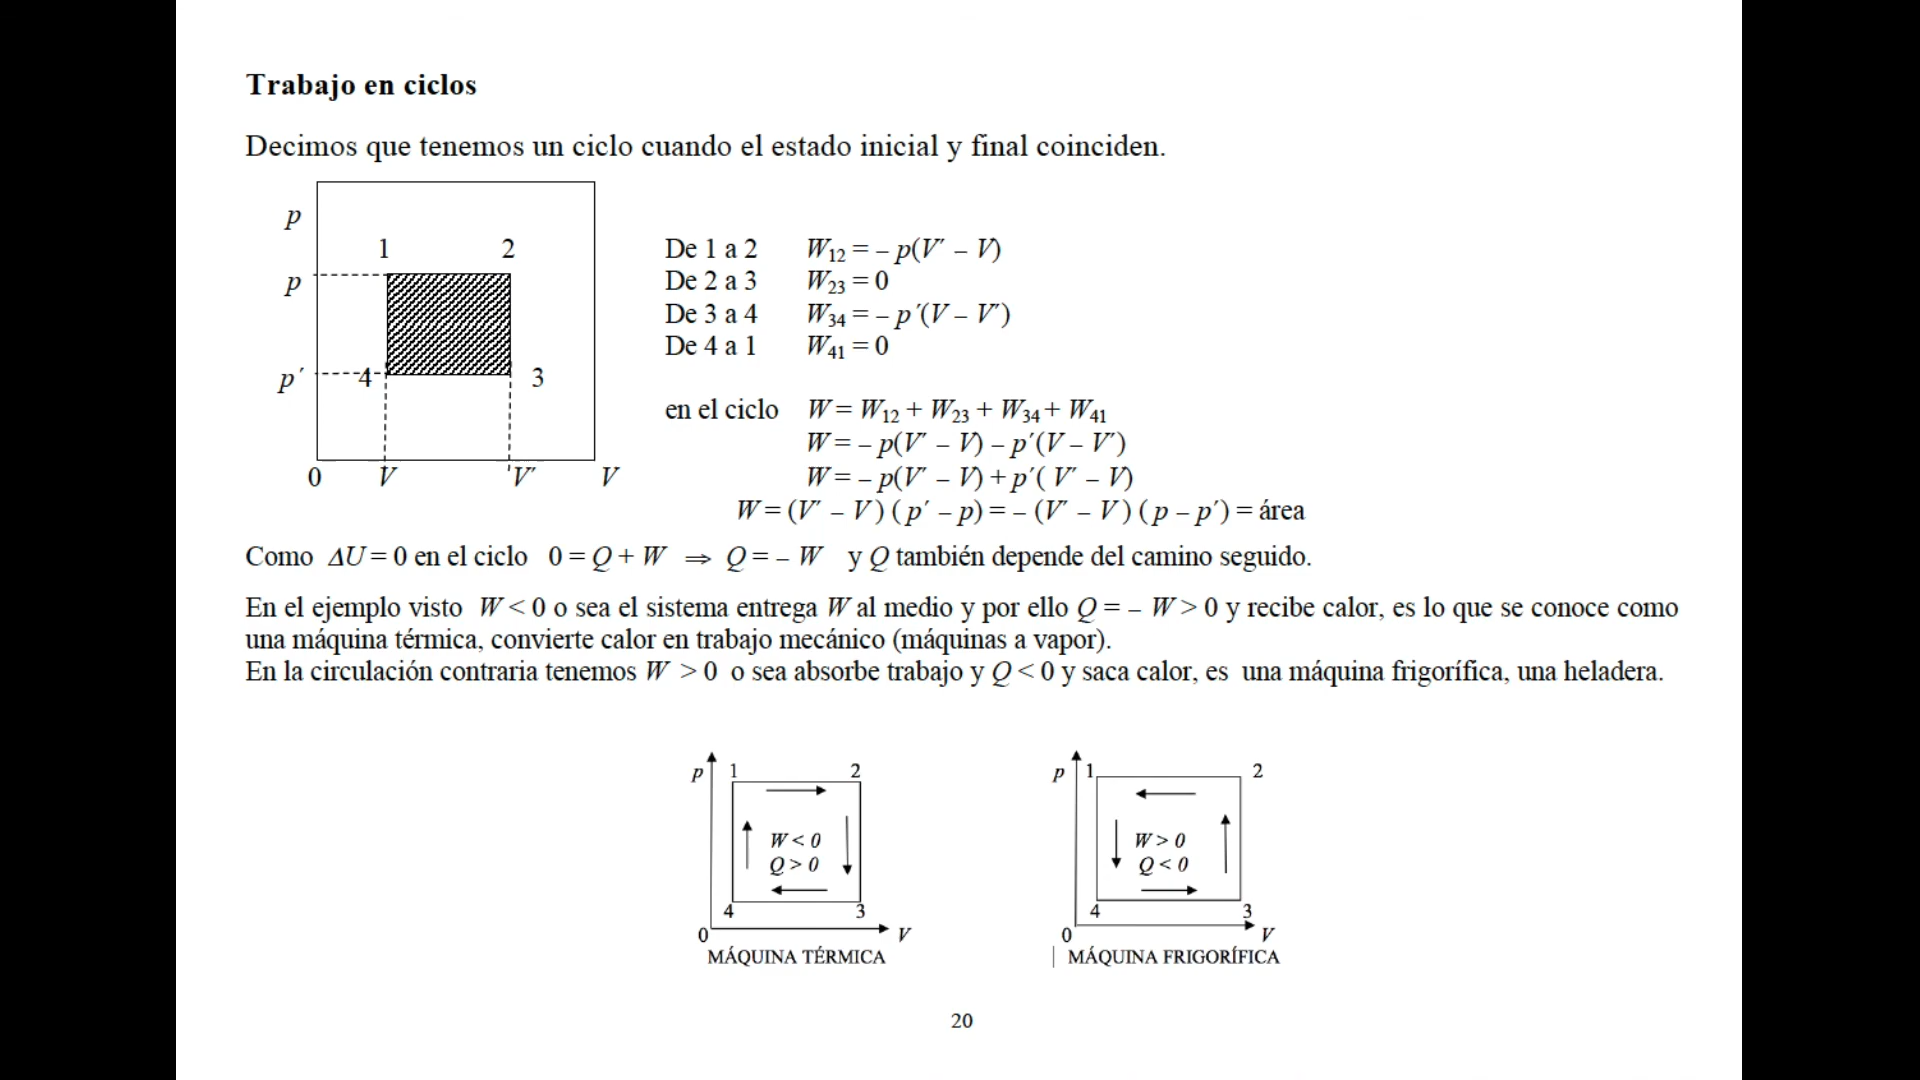 Trabajo en ciclos
Decimos que tenemos un ciclo cuando el estado inicial y final coinciden.
p
1 2
p
p´ 4 3
0 V V´ V
De 1 a 2 W12 = – p(V´ – V)
De 2 a 3 W23 = 0
De 3 a 4 W34 = – p´(V – V´)
De 4 a 1 W41 = 0
en el ciclo W = W12 + W23 + W34 + W41
W = – p(V´ – V) – p´(V – V´)
W = – p(V´ – V) + p´( V´ – V)
W = (V´ – V ) ( p´ – p) = – (V´ – V ) ( p – p´) = área
Como ΔU = 0 en el ciclo 0 = Q + W ⇒ Q = – W y Q también depende del camino seguido.
En el ejemplo visto W < 0 o sea el sistema entrega W al medio y por ello Q = – W > 0 y recibe calor, es lo que se conoce como
una máquina térmica, convierte calor en trabajo mecánico (máquinas a vapor).
En la circulación contraria tenemos W > 0 o sea absorbe trabajo y Q < 0 y saca calor, es una máquina frigorífica, una heladera.
p 1 2
W < 0
Q > 0
4 3
0 V
MÁQUINA TÉRMICA
p 1 2
W > 0
Q < 0
4 3
0 V
MÁQUINA FRIGORÍFICA
20